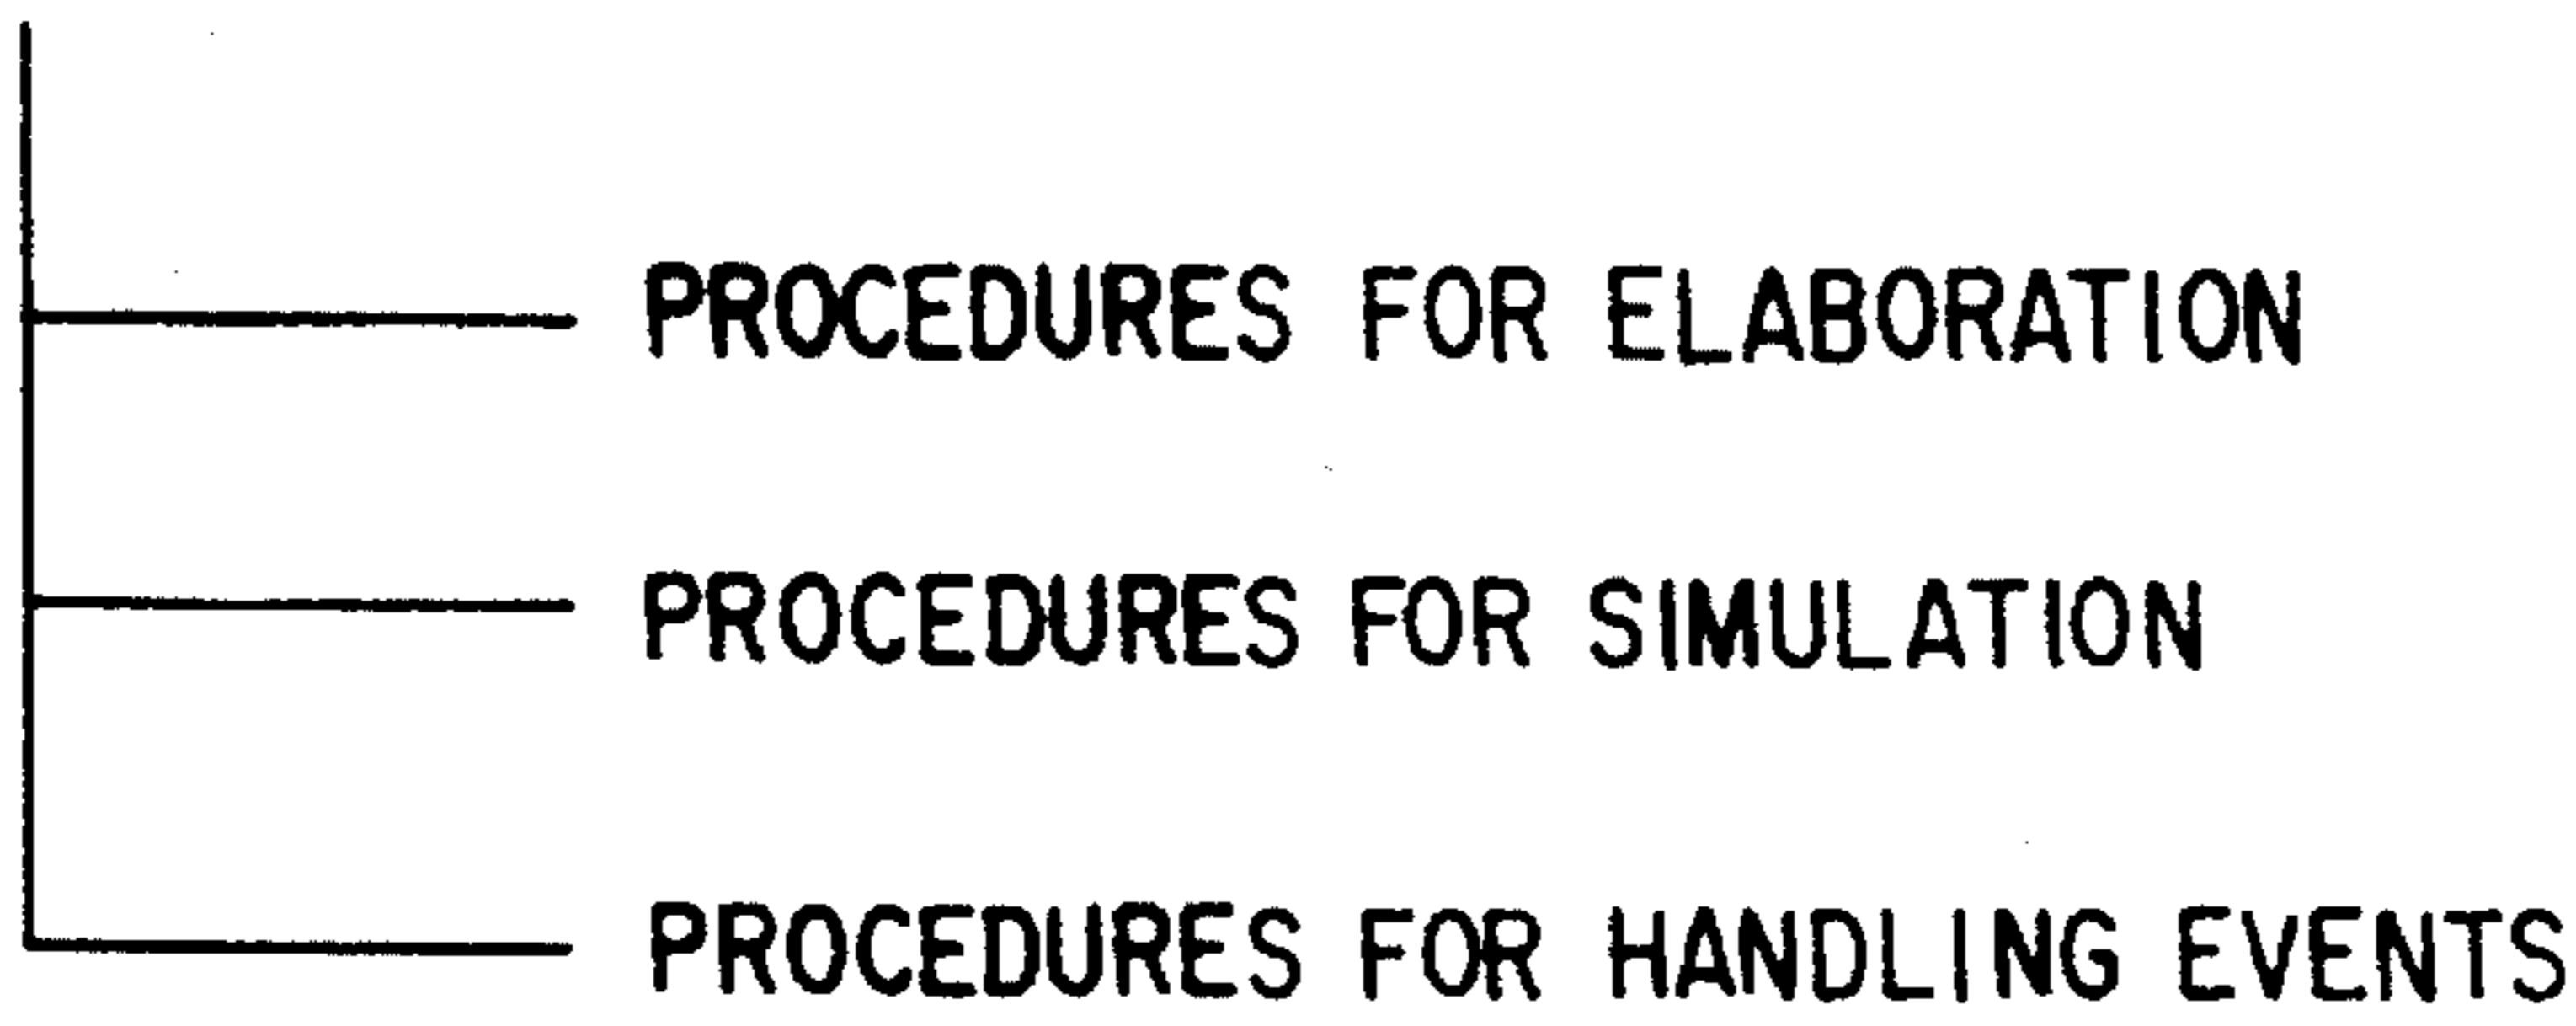 PROCEDURES FOR ELABORATION
PROCEDURES FOR SIMULATION
PROCEDURES FOR HANDLING EVENTS